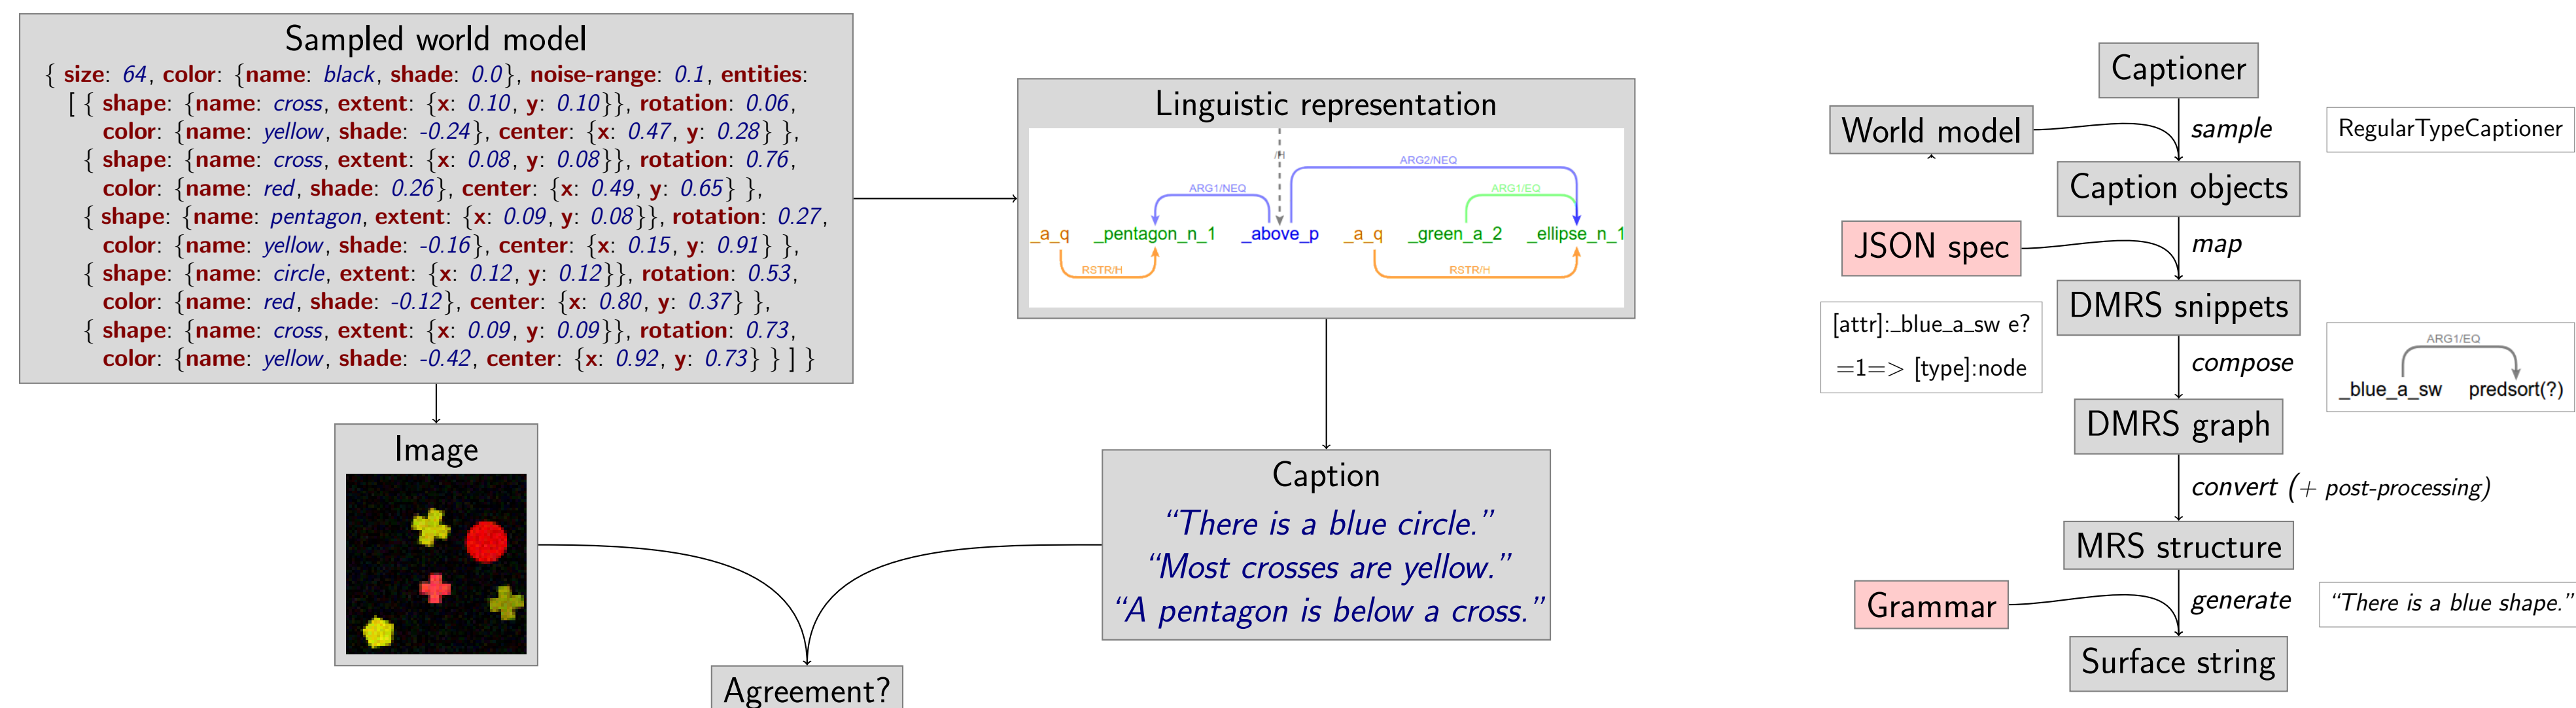 Sampled world model
{ size: 64, color: {name: black, shade: 0.0}, noise-range: 0.1, entities:
[ { shape: {name: cross, extent: {x: 0.10, y: 0.10}}, rotation: 0.06,
color: {name: yellow, shade: -0.24}, center: {x: 0.47, y: 0.28} },
{ shape: {name: cross, extent: {x: 0.08, y: 0.08}}, rotation: 0.76,
color: {name: red, shade: 0.26}, center: {x: 0.49, y: 0.65} },
{ shape: {name: pentagon, extent: {x: 0.09, y: 0.08}}, rotation: 0.27,
color: {name: yellow, shade: -0.16}, center: {x: 0.15, y: 0.91} },
{ shape: {name: circle, extent: {x: 0.12, y: 0.12}}, rotation: 0.53,
color: {name: red, shade: -0.12}, center: {x: 0.80, y: 0.37} },
{ shape: {name: cross, extent: {x: 0.09, y: 0.09}}, rotation: 0.73,
color: {name: yellow, shade: -0.42, center: {x: 0.92, y: 0.73} } ] }
Image
Linguistic representation
/H
ARG2/NEQ
ARG1/NEQ
ARG1/EQ
_a_q _pentagon_n_1 _above_p _a_q _green_a_2 _ellipse_n_1
RSTR/H
RSTR/H
Caption
“There is a blue circle.”
“Most crosses are yellow.”
“A pentagon is below a cross.”
Agreement?
Captioner
World model
sample
RegularTypeCaptioner
Caption objects
JSON spec
map
DMRS snippets
[attr]:_blue_a_sw e?
=1=> [type]:node
compose
ARG1/EQ
_blue_a_sw predsort(?)
DMRS graph
convert (+ post-processing)
MRS structure
Grammar
generate
“There is a blue shape.”
Surface string